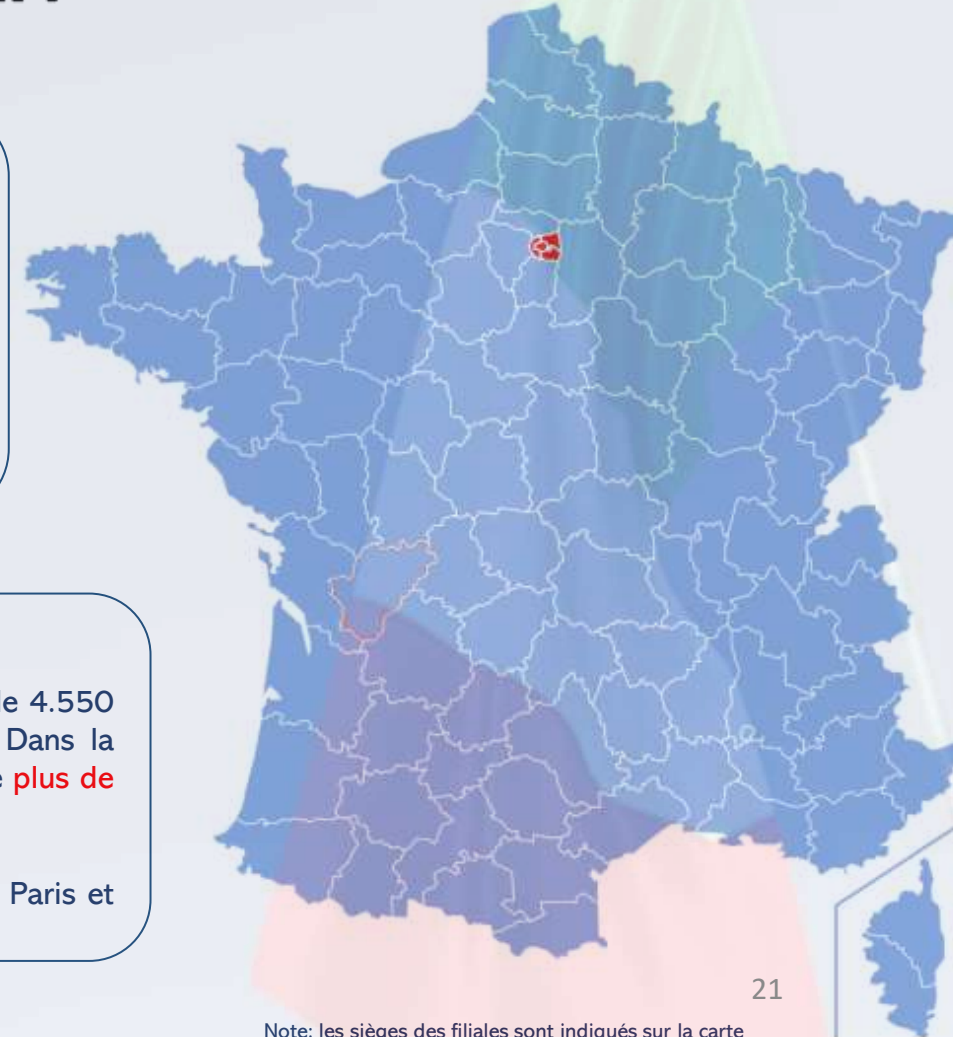 le 4.550
Dans la
e plus de
Paris et
21
Note: les sièges des filiales sont indiqués sur la carte